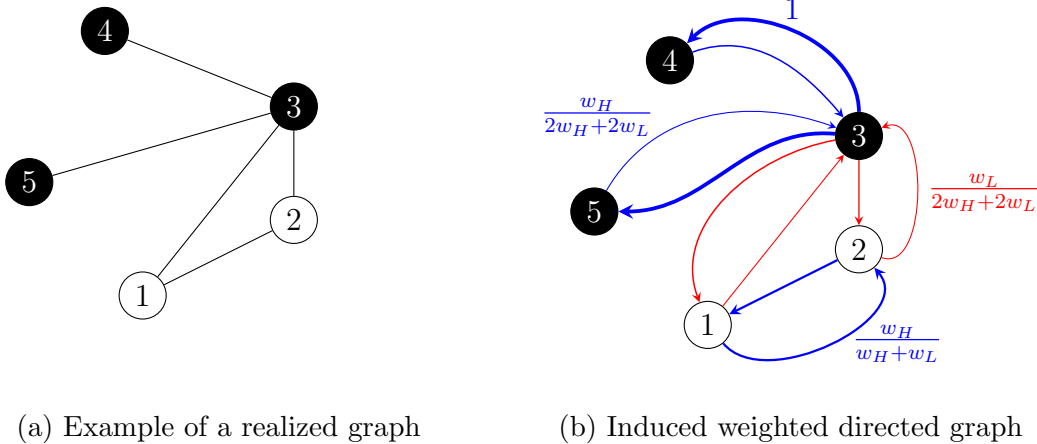 4
3
5
2
1
1
4
3
w_H / 2w_H+2w_L
5
w_L / 2w_H+2w_L
2
1
w_H / w_H+w_L
(a) Example of a realized graph
(b) Induced weighted directed graph